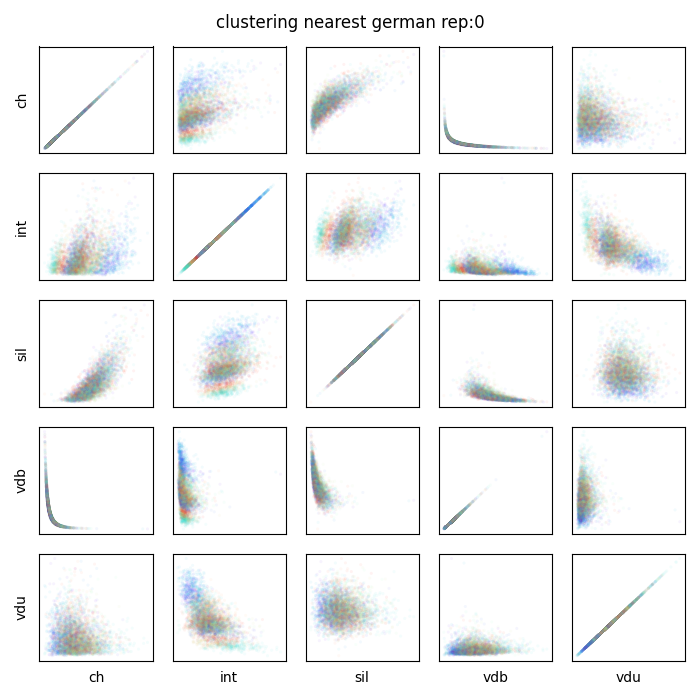 clustering nearest german rep:0
ch
int
sil
vdb
vdu
ch
int
sil
vdb
vdu